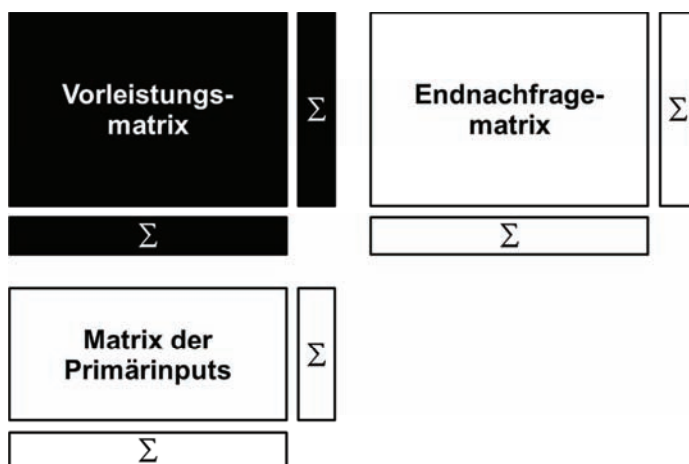 Vorleistungs-
matrix
Σ
Endnachfrage-
matrix
Σ
Σ
Σ
Matrix der
Primärinputs
Σ
Σ